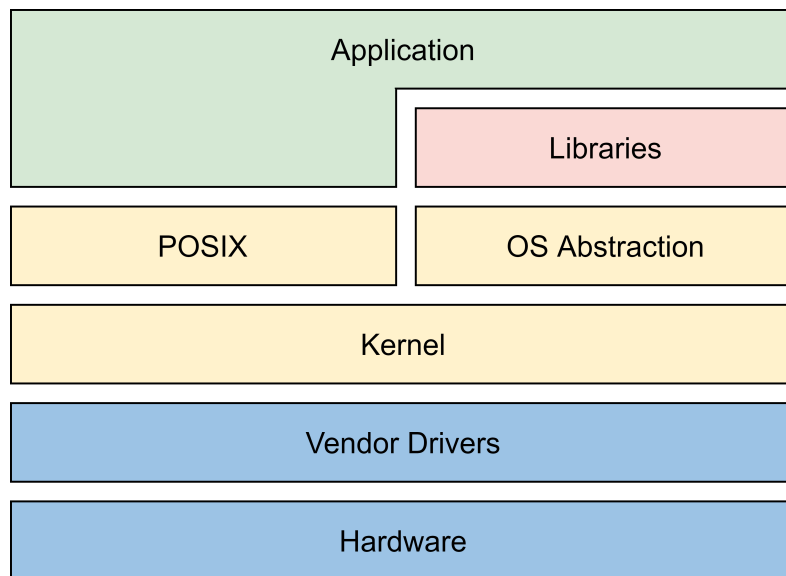 Application
Libraries
POSIX
OS Abstraction
Kernel
Vendor Drivers
Hardware